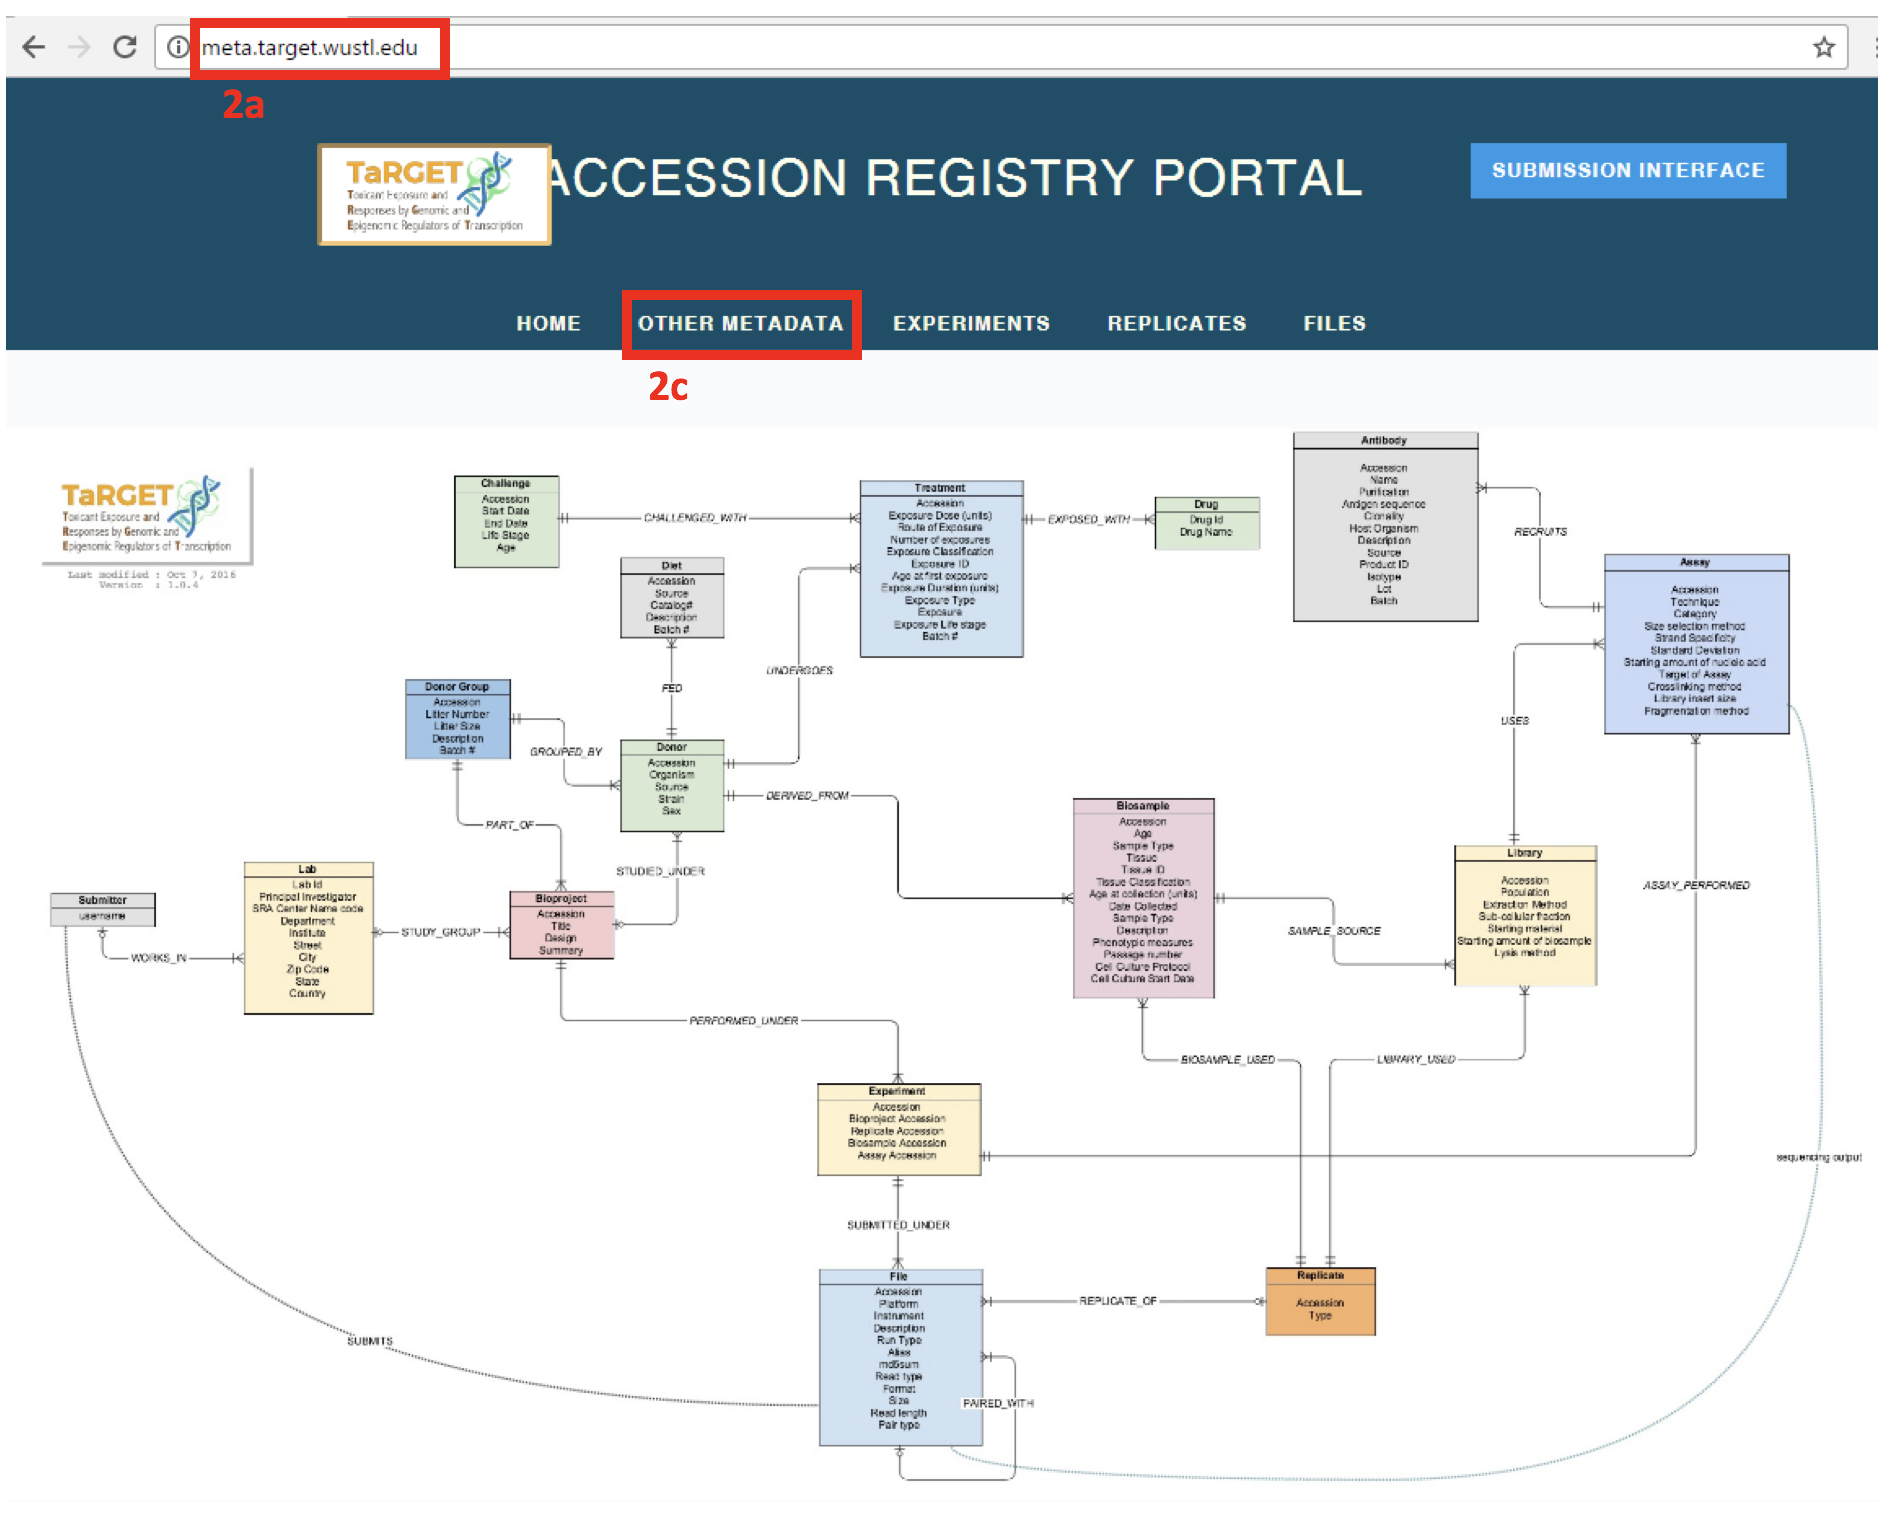 meta.target.wustl.edu
2a
TaRGET
Toxicant Exposure and
Responses by Genomic and
Epigenomic Regulators of Transcription
ACCESSION REGISTRY PORTAL
SUBMISSION INTERFACE
HOME
OTHER METADATA
EXPERIMENTS
REPLICATES
FILES
2c
TaRGET
Toxicant Exposure and
Responses by Genomic and
Epigenomic Regulators of Transcription
Last modified : Oct 7, 2016
Version : 1.0.4
Challenge
Accession
Start Date
End Date
Life Stage
Age
CHALLENGED_WITH
Treatment
Accession
Exposure Dose (units)
Route of Exposure
Number of exposures
Exposure Classification
Exposure ID
Age at first exposure
Exposure Duration (units)
Exposure Type
Exposure
Exposure Life stage
Batch #
EXPOSED_WITH
Drug
Drug Id
Drug Name
Antibody
Accession
Name
Purification
Antigen sequence
Clonality
Host Organism
Description
Source
Product ID
Isotype
Lot
Batch
RECRUITS
Assay
Accession
Technique
Category
Size selection method
Strand Specificity
Standard Deviation
Starting amount of nucleic acid
Target of Assay
Crosslinking method
Library insert size
Fragmentation method
Diet
Accession
Source
Catalog#
Description
Batch #
FED
UNDERGOES
USES
Donor Group
Accession
Litter Number
Litter Size
Description
Batch #
GROUPED_BY
Donor
Accession
Organism
Source
Strain
Sex
DERIVED_FROM
PART_OF
STUDIED_UNDER
Biosample
Accession
Age
Sample Type
Tissue
Tissue ID
Tissue Classification
Age at collection (units)
Date Collected
Sample Type
Description
Phenotypic measures
Passage number
Cell Culture Protocol
Cell Culture Start Date
SAMPLE_SOURCE
Library
Accession
Population
Extraction Method
Sub-cellular fraction
Starting material
Starting amount of biosample
Lysis method
ASSAY_PERFORMED
Submitter
username
WORKS_IN
Lab
Lab Id
Principal Investigator
SRA Center Name code
Department
Institute
Street
City
Zip Code
State
Country
STUDY_GROUP
Bioproject
Accession
Title
Design
Summary
PERFORMED_UNDER
BIOSAMPLE_USED
LIBRARY_USED
Experiment
Accession
Bioproject Accession
Replicate Accession
Biosample Accession
Assay Accession
sequencing output
SUBMITTED_UNDER
File
Accession
Platform
Instrument
Description
Run Type
Alias
md5sum
Read type
Format
Size
Read length
Pair type
REPLICATE_OF
Replicate
Accession
Type
SUBMITS
PAIRED_WITH